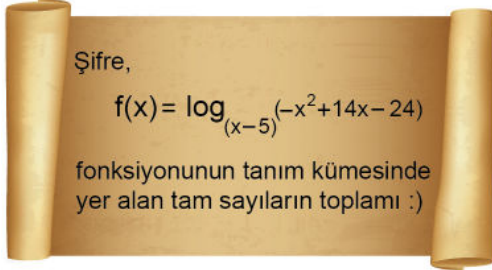 Şifre,
f(x) = log₍ₓ₋₅₎(–x²+14x–24)
fonksiyonunun tanım kümesinde
yer alan tam sayıların toplamı :)